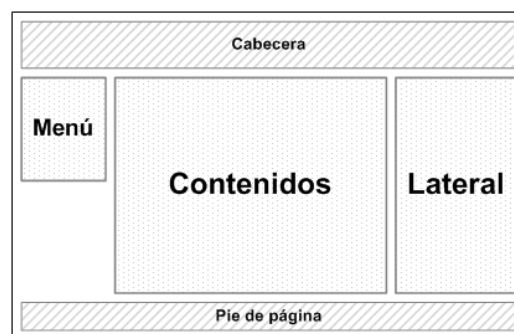 Cabecera
Menú
Contenidos
Lateral
Pie de página